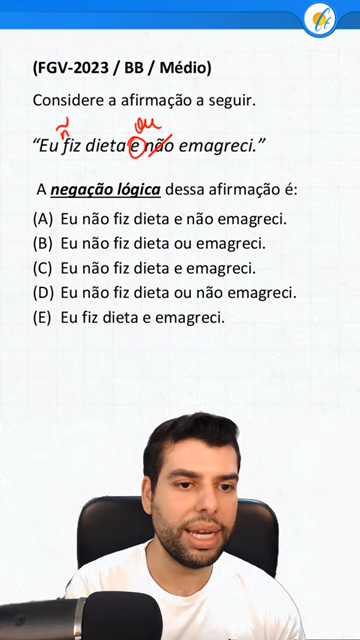 (FGV-2023 / BB / Médio)
Considere a afirmação a seguir.
ñ ou
“Eu fiz dieta e não emagreci.”
A negação lógica dessa afirmação é:
(A) Eu não fiz dieta e não emagreci.
(B) Eu não fiz dieta ou emagreci.
(C) Eu não fiz dieta e emagreci.
(D) Eu não fiz dieta ou não emagreci.
(E) Eu fiz dieta e emagreci.